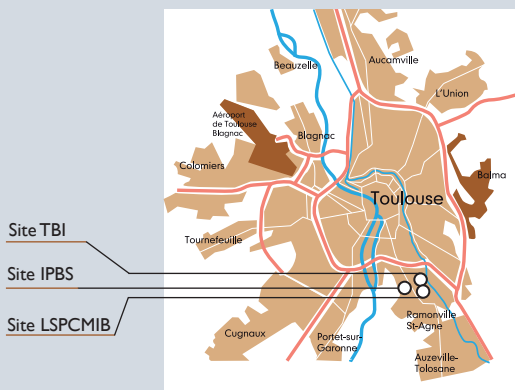 Beauzelle
Aucamville
L'Union
Aéroport
de Toulouse
Blagnac
Blagnac
Colomiers
Balma
Toulouse
Tournefeuille
Site TBI
Site IPBS
Site LSPCMIB
Ramonville
St-Agne
Cugnaux
Portet-sur-
Garonne
Auzeville-
Tolosane